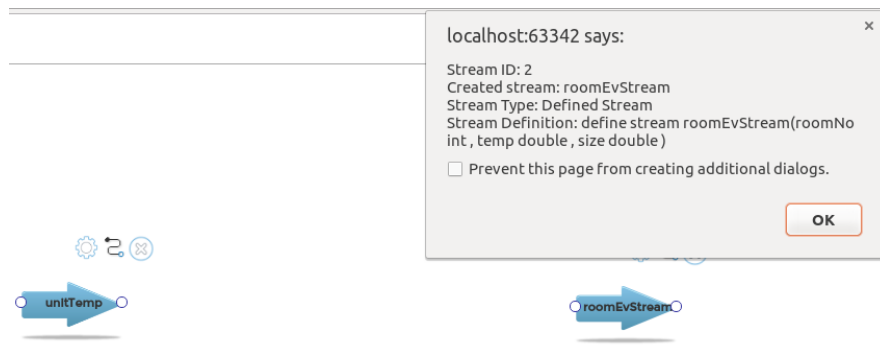 localhost:63342 says:
Stream ID: 2
Created stream: roomEvStream
Stream Type: Defined Stream
Stream Definition: define stream roomEvStream(roomNo
int , temp double , size double )
Prevent this page from creating additional dialogs.
OK
unitTemp
roomEvStream